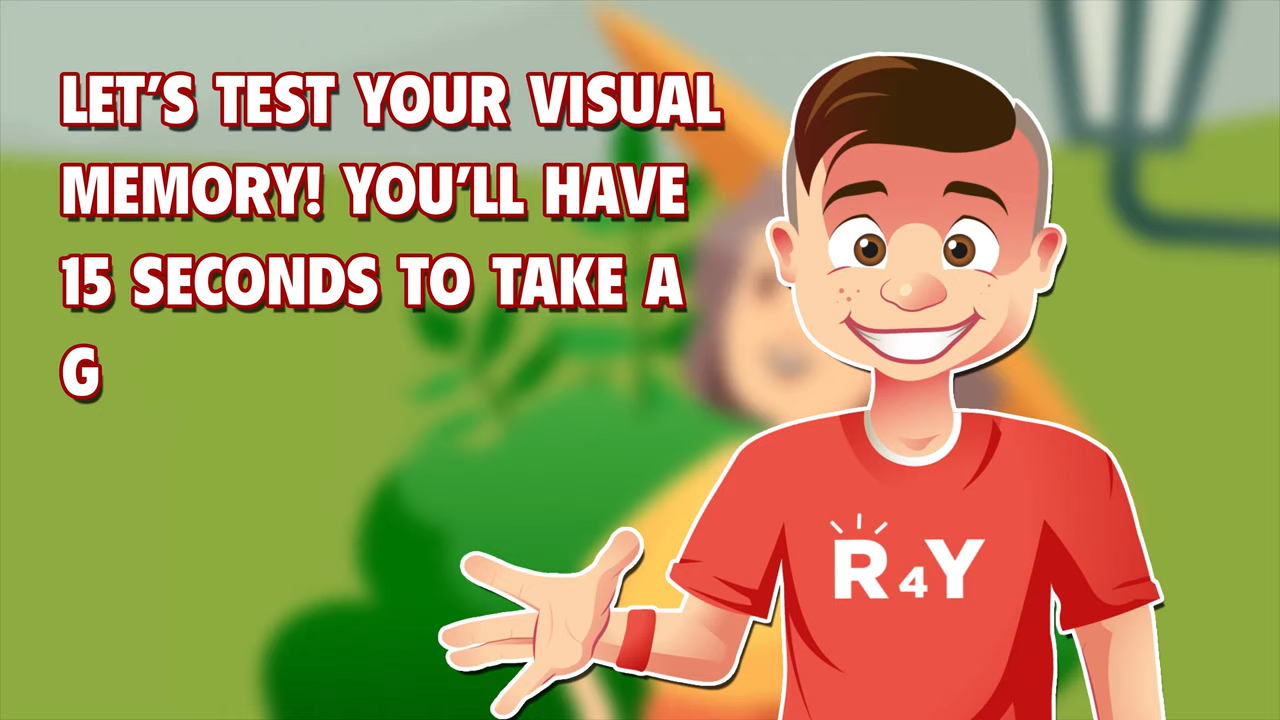 LET'S TEST YOUR VISUAL
MEMORY! YOU'LL HAVE
15 SECONDS TO TAKE A
G
R4Y